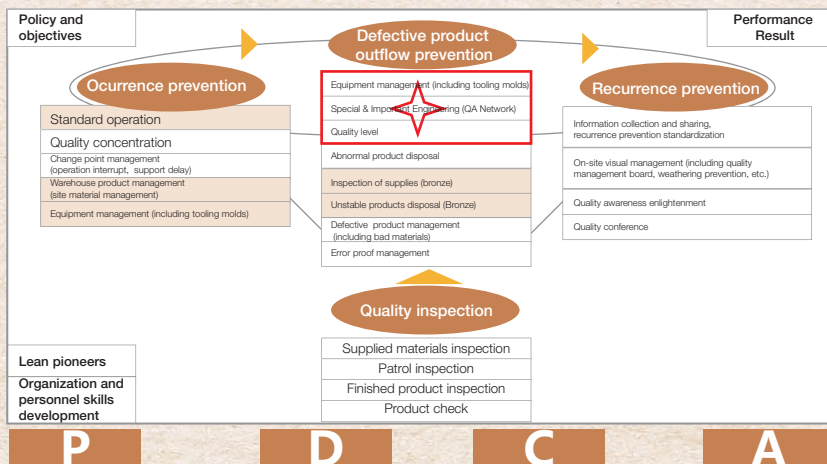 Policy and
objectives
Performance
Result
Defective product
outflow prevention
Ocurrence prevention
Recurrence prevention
Standard operation
Quality concentration
Change point management
(operation interrupt, support delay)
Warehouse product management
(site material management)
Equipment management (including tooling molds)
Equipment management (including tooling molds)
Special & Important Engineering (QA Network)
Quality level
Abnormal product disposal
Inspection of supplies (bronze)
Unstable products disposal (Bronze)
Defective product management
(including bad materials)
Error proof management
Information collection and sharing,
recurrence prevention standardization
On-site visual management (including quality
management board, weathering prevention, etc.)
Quality awareness enlightenment
Quality conference
Quality inspection
Supplied materials inspection
Patrol inspection
Finished product inspection
Product check
Lean pioneers
Organization and
personnel skills
development
P D C A